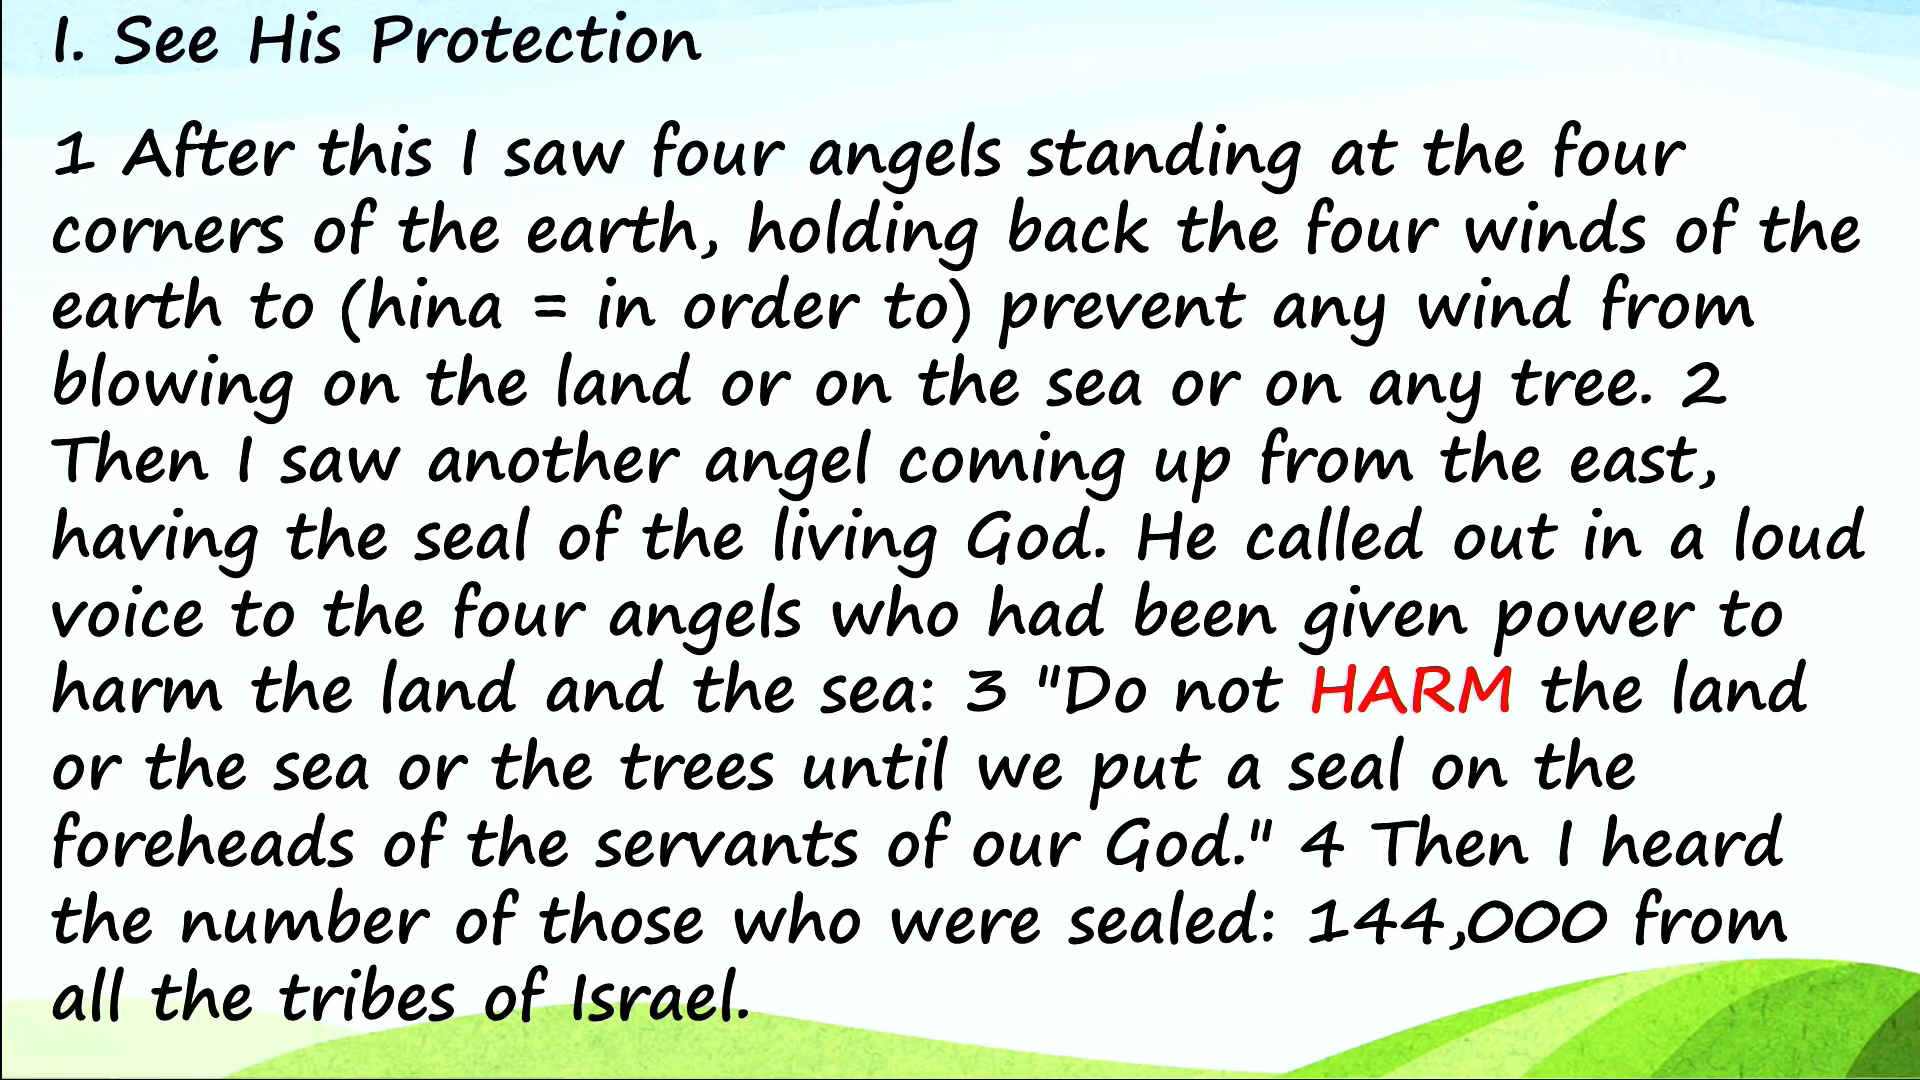 I. See His Protection
1 After this I saw four angels standing at the four
corners of the earth, holding back the four winds of the
earth to (hina = in order to) prevent any wind from
blowing on the land or on the sea or on any tree. 2
Then I saw another angel coming up from the east,
having the seal of the living God. He called out in a loud
voice to the four angels who had been given power to
harm the land and the sea: 3 "Do not HARM the land
or the sea or the trees until we put a seal on the
foreheads of the servants of our God." 4 Then I heard
the number of those who were sealed: 144,000 from
all the tribes of Israel.